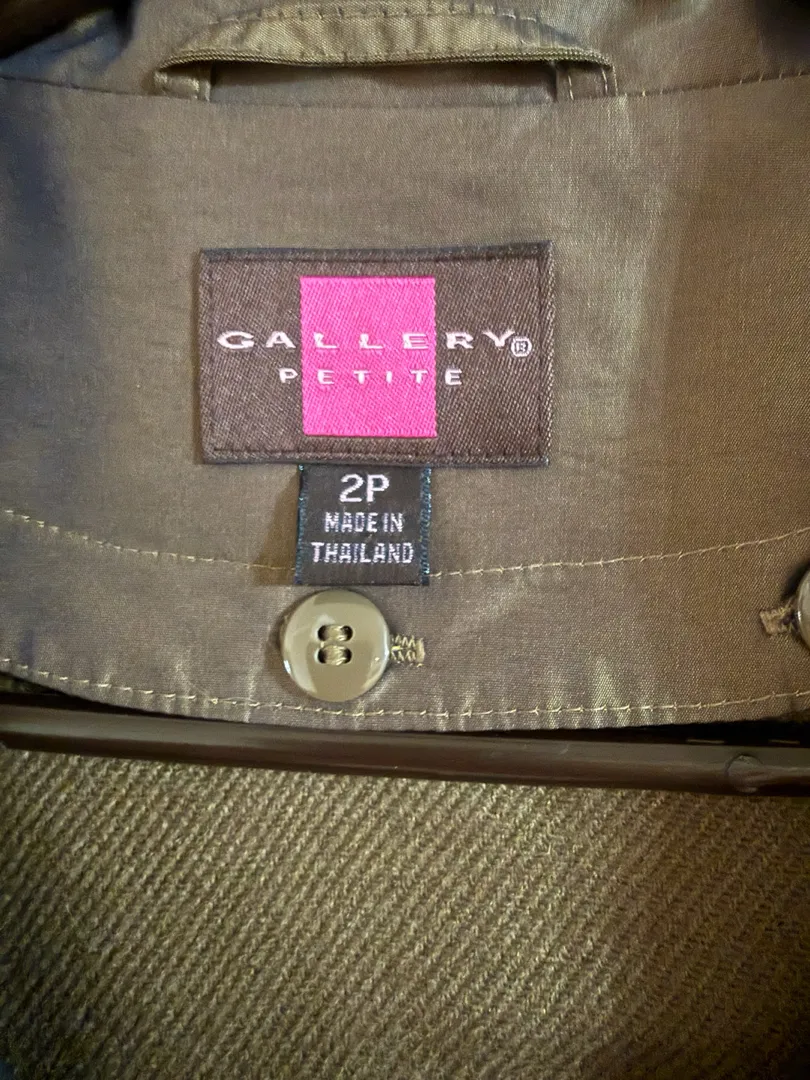 GALLERY®
PETITE
2P
MADE IN
THAILAND